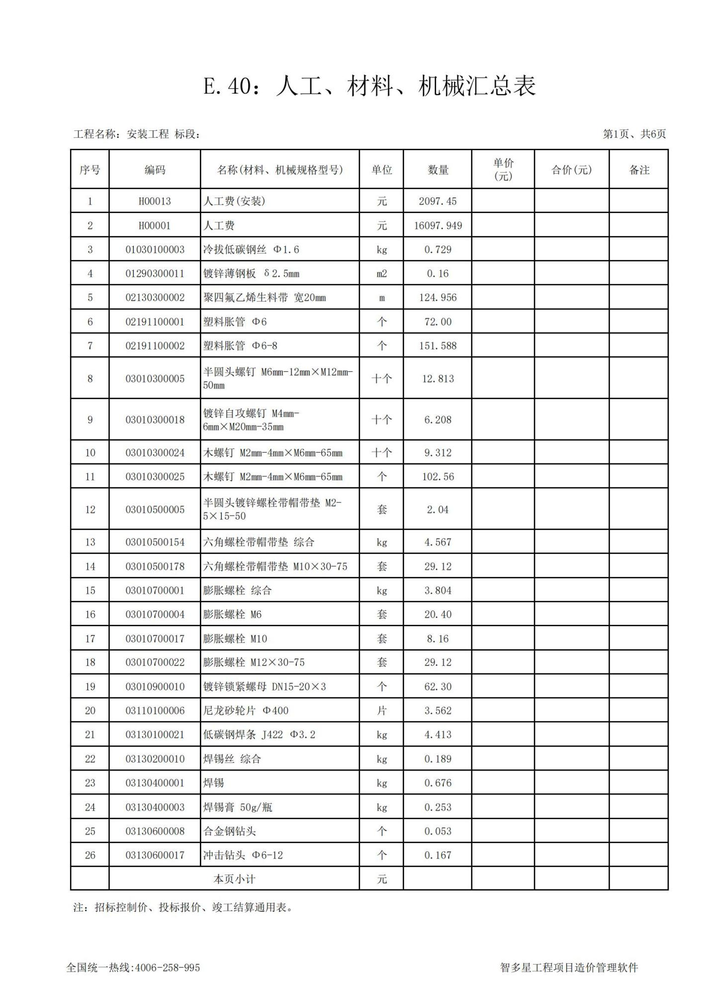 E.40：人工、材料、机械汇总表
工程名称：安装工程 标段： 第1页、共6页
序号 编码 名称(材料、机械规格型号) 单位 数量 单价(元) 合价(元) 备注
1 H00013 人工费(安装) 元 2097.45
2 H00001 人工费 元 16097.949
3 01030100003 冷拔低碳钢丝 Φ1.6 kg 0.729
4 01290300011 镀锌薄钢板 δ2.5mm m2 0.16
5 02130300002 聚四氟乙烯生料带 宽20mm m 124.956
6 02191100001 塑料胀管 Φ6 个 72.00
7 02191100002 塑料胀管 Φ6-8 个 151.588
8 03010300005 半圆头螺钉 M6mm-12mm×M12mm-50mm 十个 12.813
9 03010300018 镀锌自攻螺钉 M4mm-6mm×M20mm-35mm 十个 6.208
10 03010300024 木螺钉 M2mm-4mm×M6mm-65mm 十个 9.312
11 03010300025 木螺钉 M2mm-4mm×M6mm-65mm 个 102.56
12 03010500005 半圆头镀锌螺栓带帽带垫 M2-5×15-50 套 2.04
13 03010500154 六角螺栓带帽带垫 综合 kg 4.567
14 03010500178 六角螺栓带帽带垫 M10×30-75 套 29.12
15 03010700001 膨胀螺栓 综合 kg 3.804
16 03010700004 膨胀螺栓 M6 套 20.40
17 03010700017 膨胀螺栓 M10 套 8.16
18 03010700022 膨胀螺栓 M12×30-75 套 29.12
19 03010900010 镀锌锁紧螺母 DN15-20×3 个 62.30
20 03110100006 尼龙砂轮片 Φ400 片 3.562
21 03130100021 低碳钢焊条 J422 Φ3.2 kg 4.413
22 03130200010 焊锡丝 综合 kg 0.189
23 03130400001 焊锡 kg 0.676
24 03130400003 焊锡膏 50g/瓶 kg 0.253
25 03130600008 合金钢钻头 个 0.053
26 03130600017 冲击钻头 Φ6-12 个 0.167
本页小计 元
注：招标控制价、投标报价、竣工结算通用表。
全国统一热线:4006-258-995 智多星工程项目造价管理软件